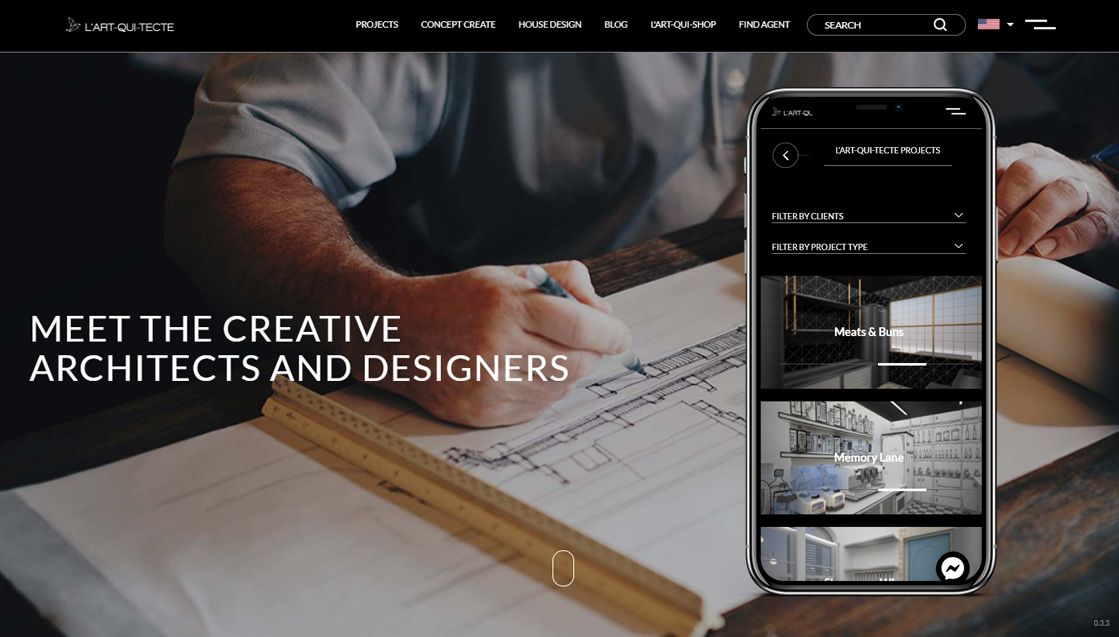 L'ART-QUI-TECTE
PROJECTS
CONCEPT CREATE
HOUSE DESIGN
BLOG
L'ART-QUI-SHOP
FIND AGENT
SEARCH
MEET THE CREATIVE
ARCHITECTS AND DESIGNERS
L'ART-QU
L'ART-QUI-TECTE PROJECTS
FILTER BY CLIENTS
FILTER BY PROJECT TYPE
Meats & Buns
Memory Lane
0.3.3